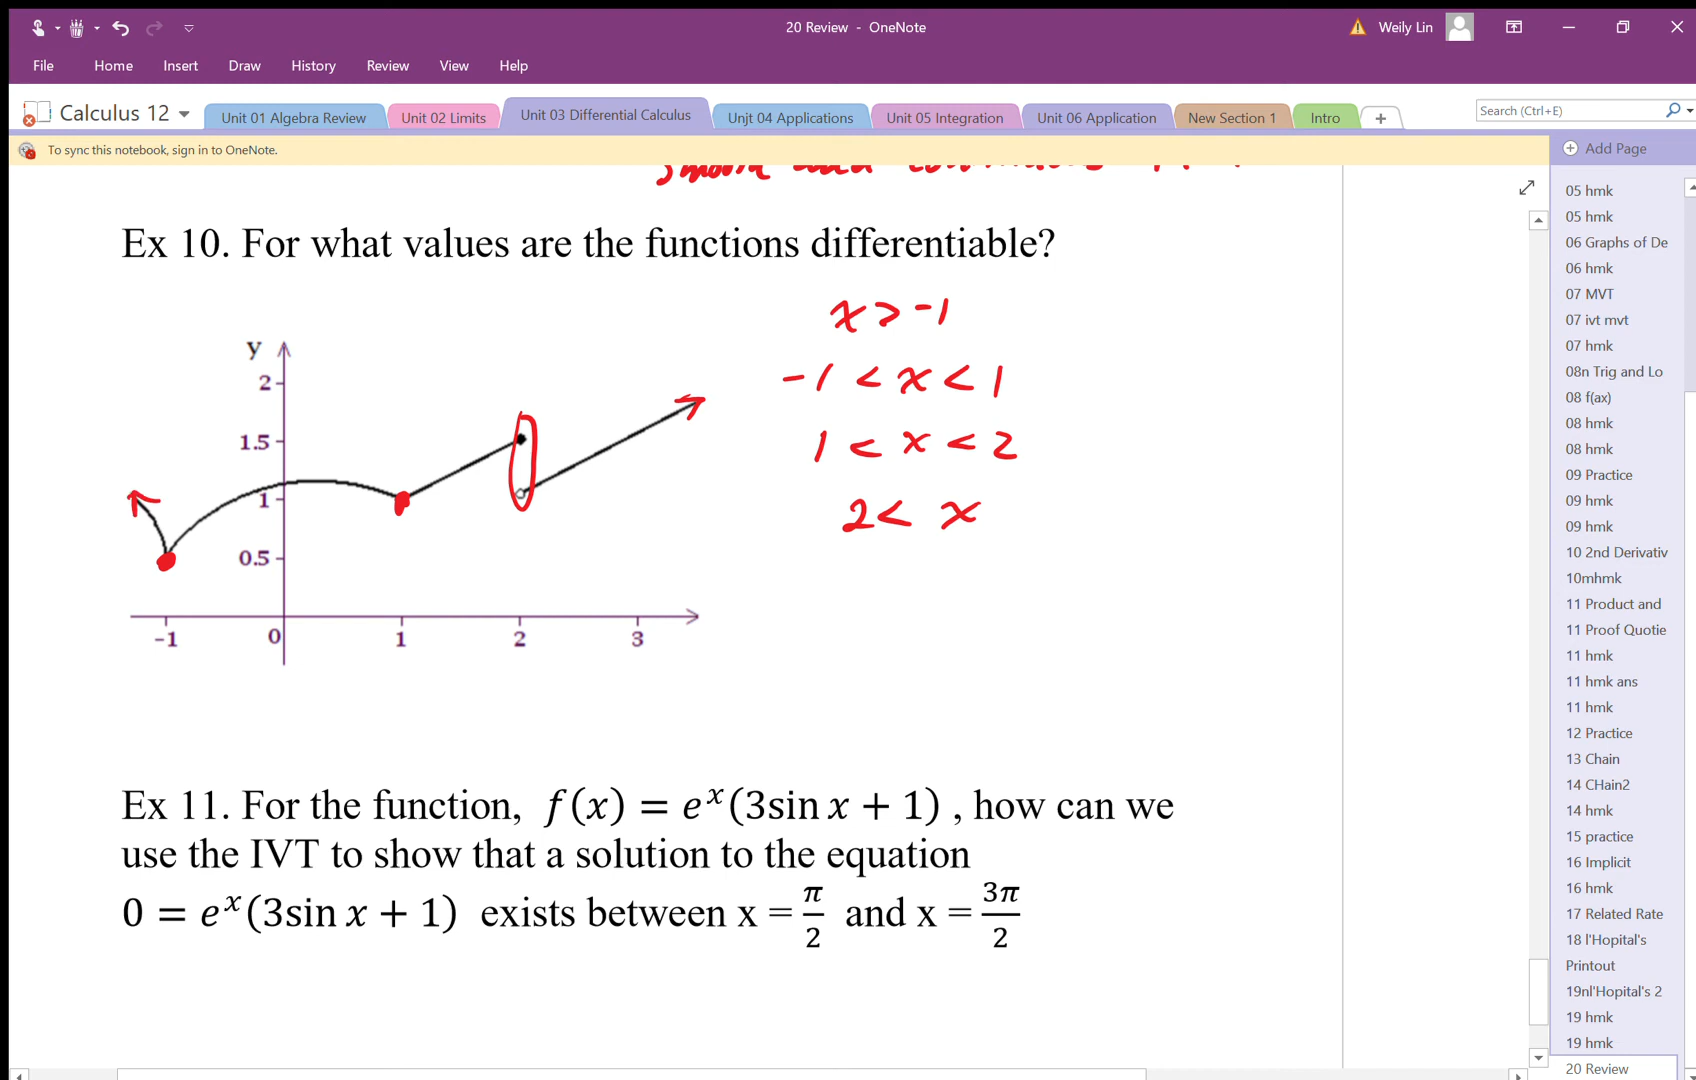 20 Review - OneNote
Weily Lin
File Home Insert Draw History Review View Help
Calculus 12
Unit 01 Algebra Review
Unit 02 Limits
Unit 03 Differential Calculus
Unjt 04 Applications
Unit 05 Integration
Unit 06 Application
New Section 1
Intro
Search (Ctrl+E)
To sync this notebook, sign in to OneNote.
Add Page
Ex 10. For what values are the functions differentiable?
x > -1
-1 < x < 1
1 < x < 2
2 < x
y
2
1.5
1
0.5
-1 0 1 2 3
Ex 11. For the function, f(x) = eˣ(3sin x + 1) , how can we
use the IVT to show that a solution to the equation
0 = eˣ(3sin x + 1) exists between x = π/2 and x = 3π/2
05 hmk
05 hmk
06 Graphs of De
06 hmk
07 MVT
07 ivt mvt
07 hmk
08n Trig and Lo
08 f(ax)
08 hmk
08 hmk
09 Practice
09 hmk
09 hmk
10 2nd Derivativ
10mhmk
11 Product and
11 Proof Quotie
11 hmk
11 hmk ans
11 hmk
12 Practice
13 Chain
14 CHain2
14 hmk
15 practice
16 Implicit
16 hmk
17 Related Rate
18 l'Hopital's
Printout
19nl'Hopital's 2
19 hmk
19 hmk
20 Review